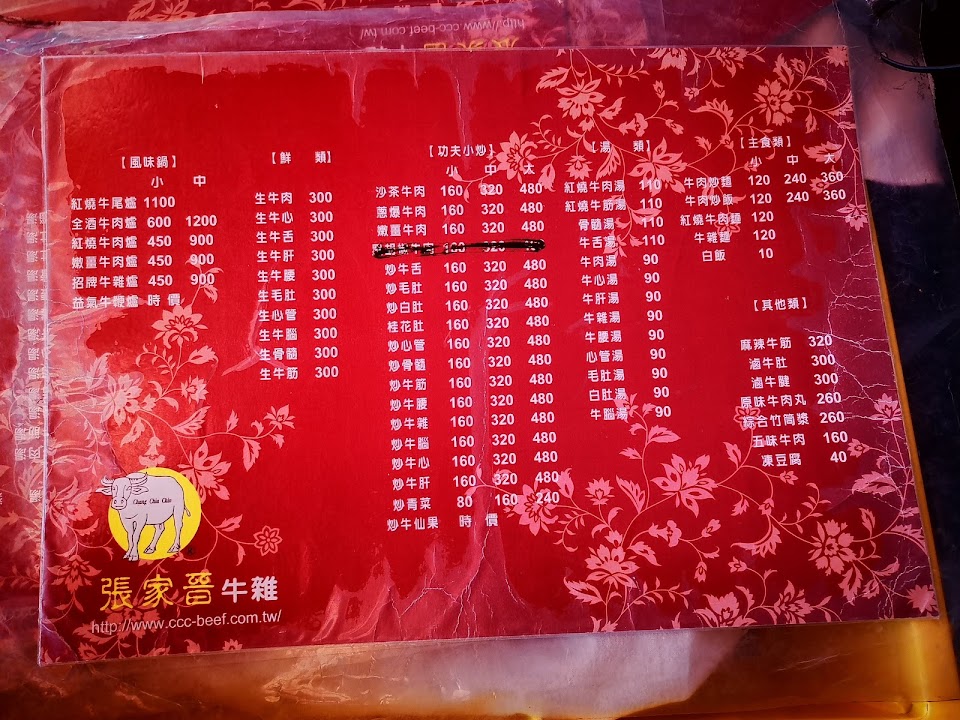 http://www.ccc-beef.com.tw/
【風味鍋】
小 中
紅燒牛尾爐 1100
全酒牛肉爐 600 1200
紅燒牛肉爐 450 900
嫩薑牛肉爐 450 900
招牌牛雜爐 450 900
益氣牛鞭爐 時價
【鮮 類】
生牛肉 300
生牛心 300
生牛舌 300
生牛肝 300
生牛腰 300
生毛肚 300
生心管 300
生牛腦 300
生骨髓 300
生牛筋 300
【功夫小炒】
小 中 大
沙茶牛肉 160 320 480
蔥爆牛肉 160 320 480
嫩薑牛肉 160 320 480
炒牛舌 160 320 480
炒毛肚 160 320 480
炒白肚 160 320 480
桂花肚 160 320 480
炒心管 160 320 480
炒骨髓 160 320 480
炒牛筋 160 320 480
炒牛腰 160 320 480
炒牛雜 160 320 480
炒牛腦 160 320 480
炒牛心 160 320 480
炒牛肝 160 320 480
炒青菜 80 160 240
炒牛仙果 時價
【湯 類】
紅燒牛肉湯 110
紅燒牛筋湯 110
骨髓湯 110
牛舌湯 110
牛肉湯 90
牛心湯 90
牛肝湯 90
牛雜湯 90
牛腰湯 90
心管湯 90
毛肚湯 90
白肚湯 90
牛腦湯 90
【主食類】
小 中 大
牛肉炒麵 120 240 360
牛肉炒飯 120 240 360
紅燒牛肉麵 120
牛雜麵 120
白飯 10
【其他類】
麻辣牛筋 320
滷牛肚 300
滷牛腱 300
原味牛肉丸 260
綜合竹筒漿 260
五味牛肉 160
凍豆腐 40
Chang Chia Chin
張家晉牛雜
http://www.ccc-beef.com.tw/